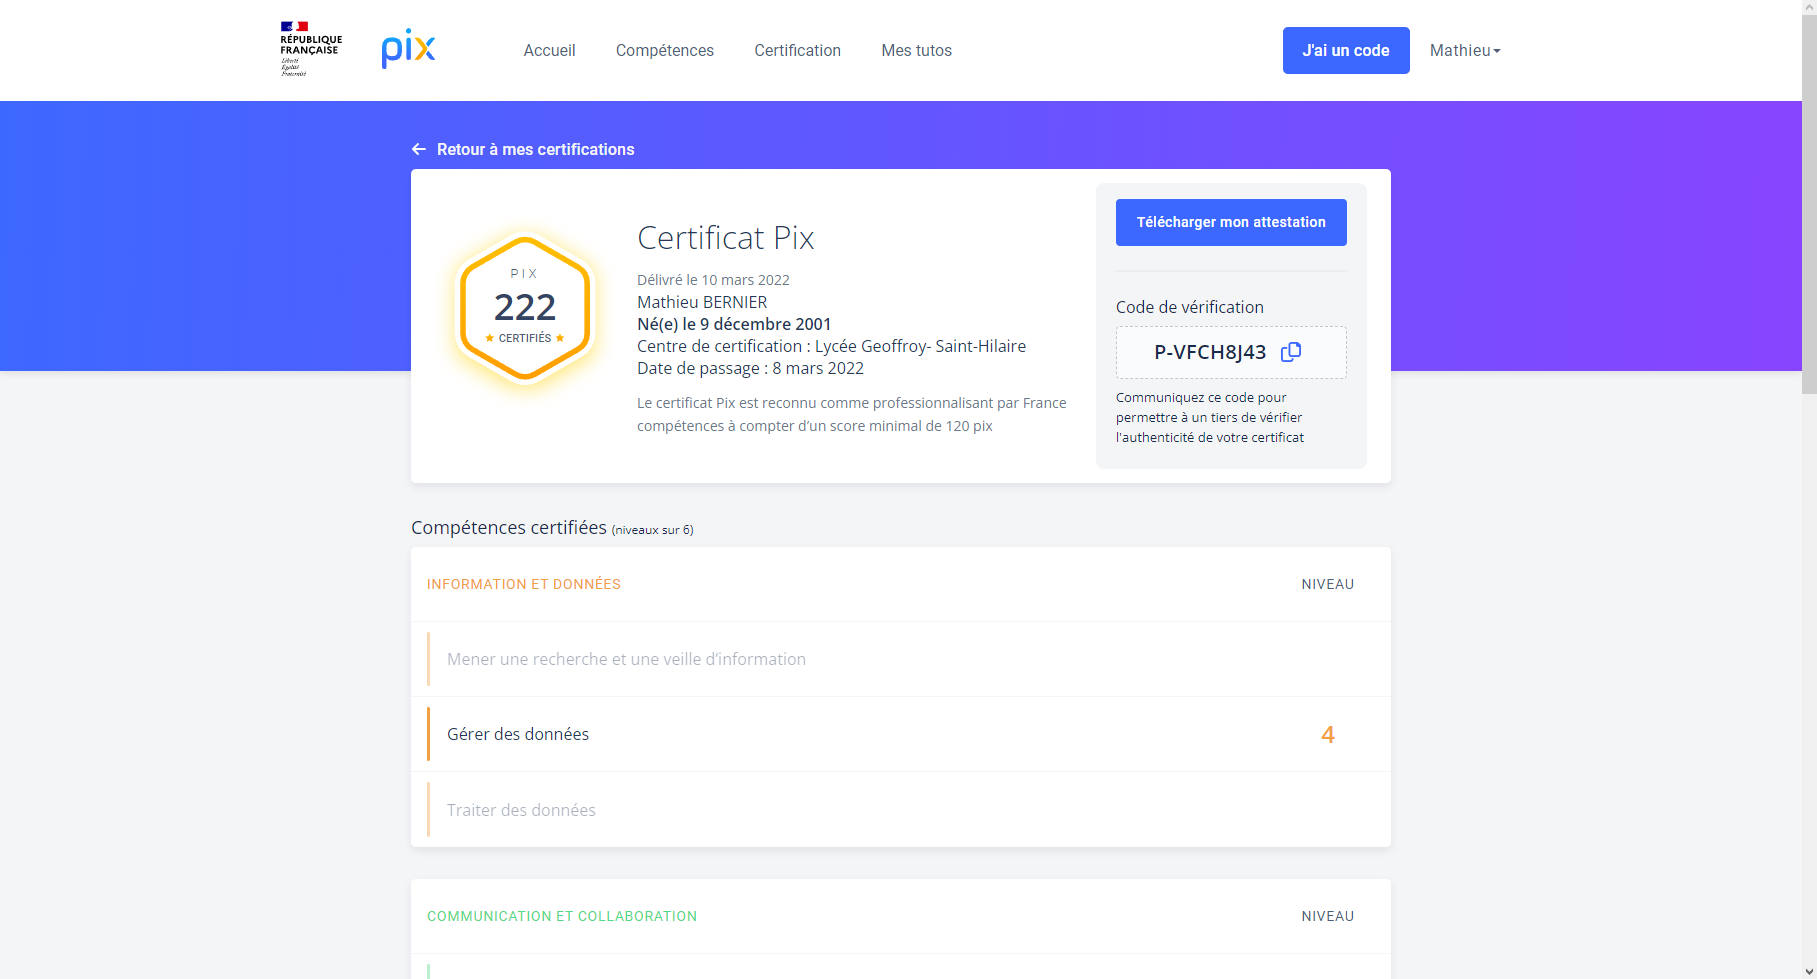 RÉPUBLIQUE
FRANÇAISE
Liberté
Égalité
Fraternité
pix
Accueil
Compétences
Certification
Mes tutos
J'ai un code
Mathieu
Retour à mes certifications
PIX
222
CERTIFIÉS
Certificat Pix
Délivré le 10 mars 2022
Mathieu BERNIER
Né(e) le 9 décembre 2001
Centre de certification : Lycée Geoffroy- Saint-Hilaire
Date de passage : 8 mars 2022
Le certificat Pix est reconnu comme professionnalisant par France
compétences à compter d’un score minimal de 120 pix
Télécharger mon attestation
Code de vérification
P-VFCH8J43
Communiquez ce code pour
permettre à un tiers de vérifier
l'authenticité de votre certificat
Compétences certifiées (niveaux sur 6)
INFORMATION ET DONNÉES
NIVEAU
Mener une recherche et une veille d’information
Gérer des données
4
Traiter des données
COMMUNICATION ET COLLABORATION
NIVEAU